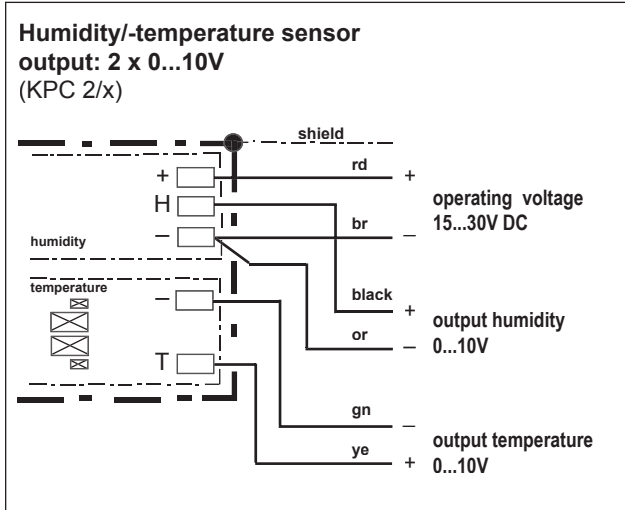 Humidity/-temperature sensor
output: 2 x 0...10V
(KPC 2/x)
shield
rd
+
+
operating voltage
15...30V DC
H
br
–
–
humidity
temperature
–
black
+
output humidity
0...10V
or
–
T
gn
–
output temperature
0...10V
ye
+